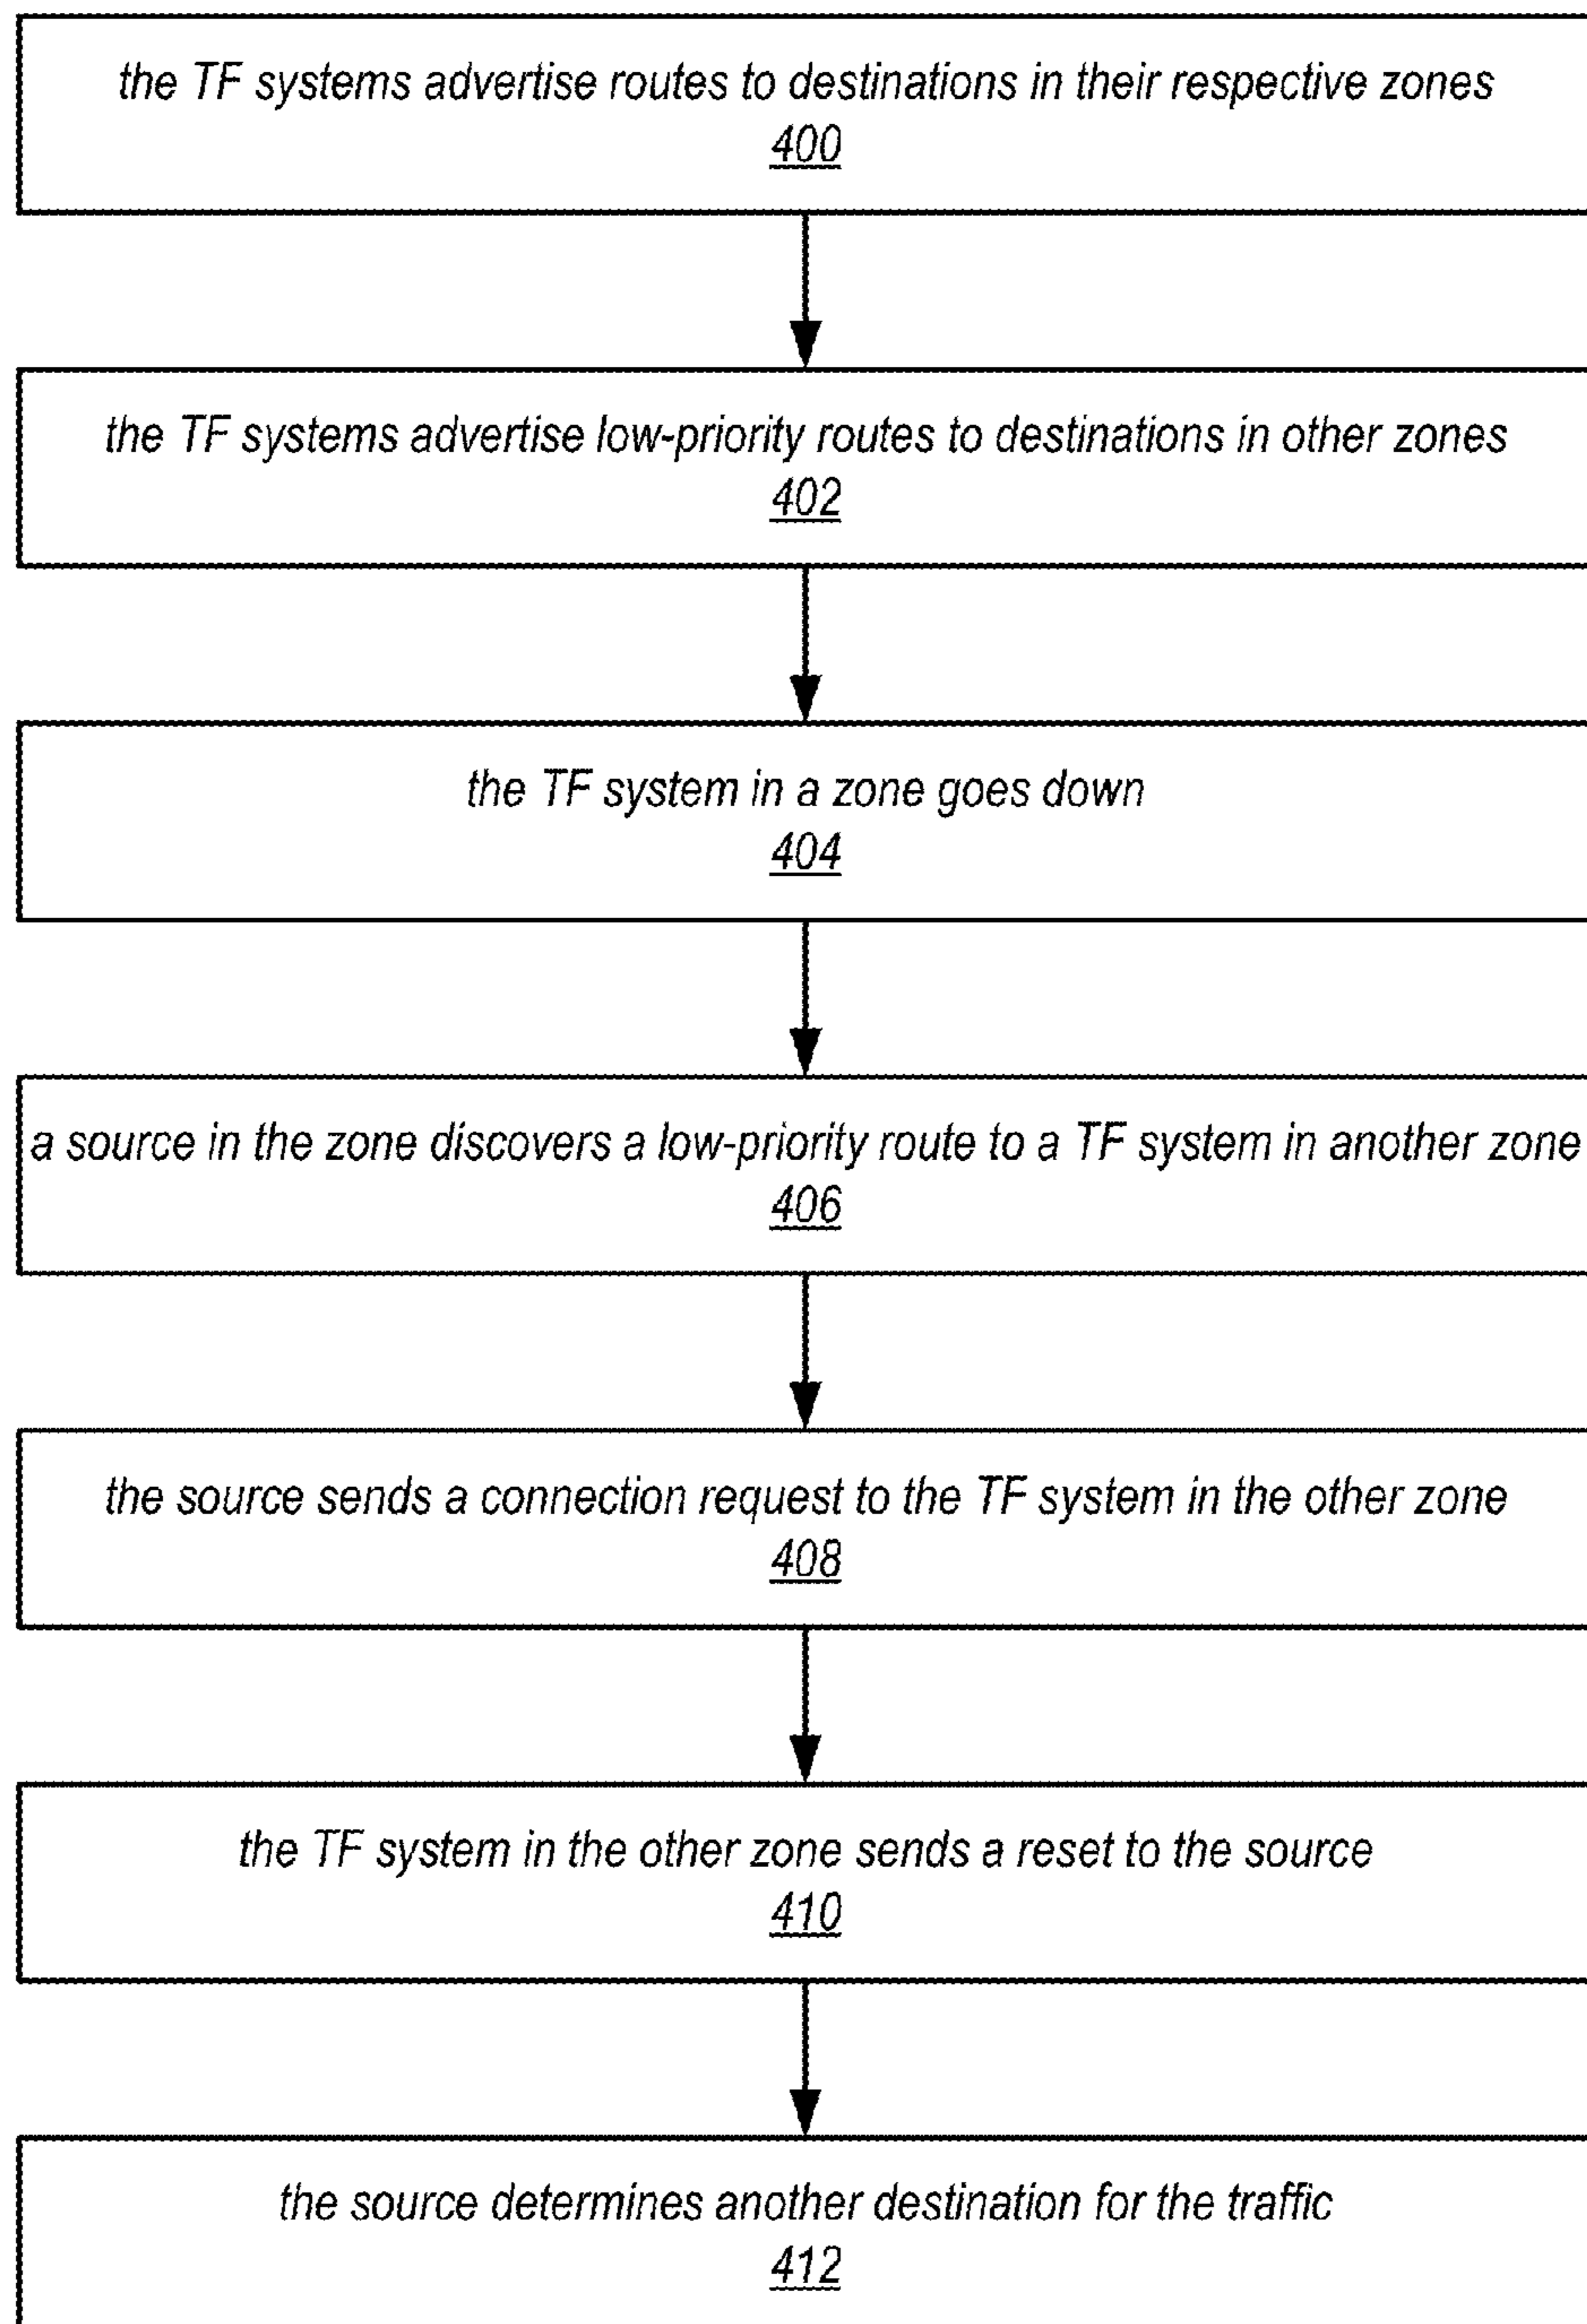 the TF systems advertise routes to destinations in their respective zones
400
the TF systems advertise low-priority routes to destinations in other zones
402
the TF system in a zone goes down
404
a source in the zone discovers a low-priority route to a TF system in another zone
406
the source sends a connection request to the TF system in the other zone
408
the TF system in the other zone sends a reset to the source
410
the source determines another destination for the traffic
412